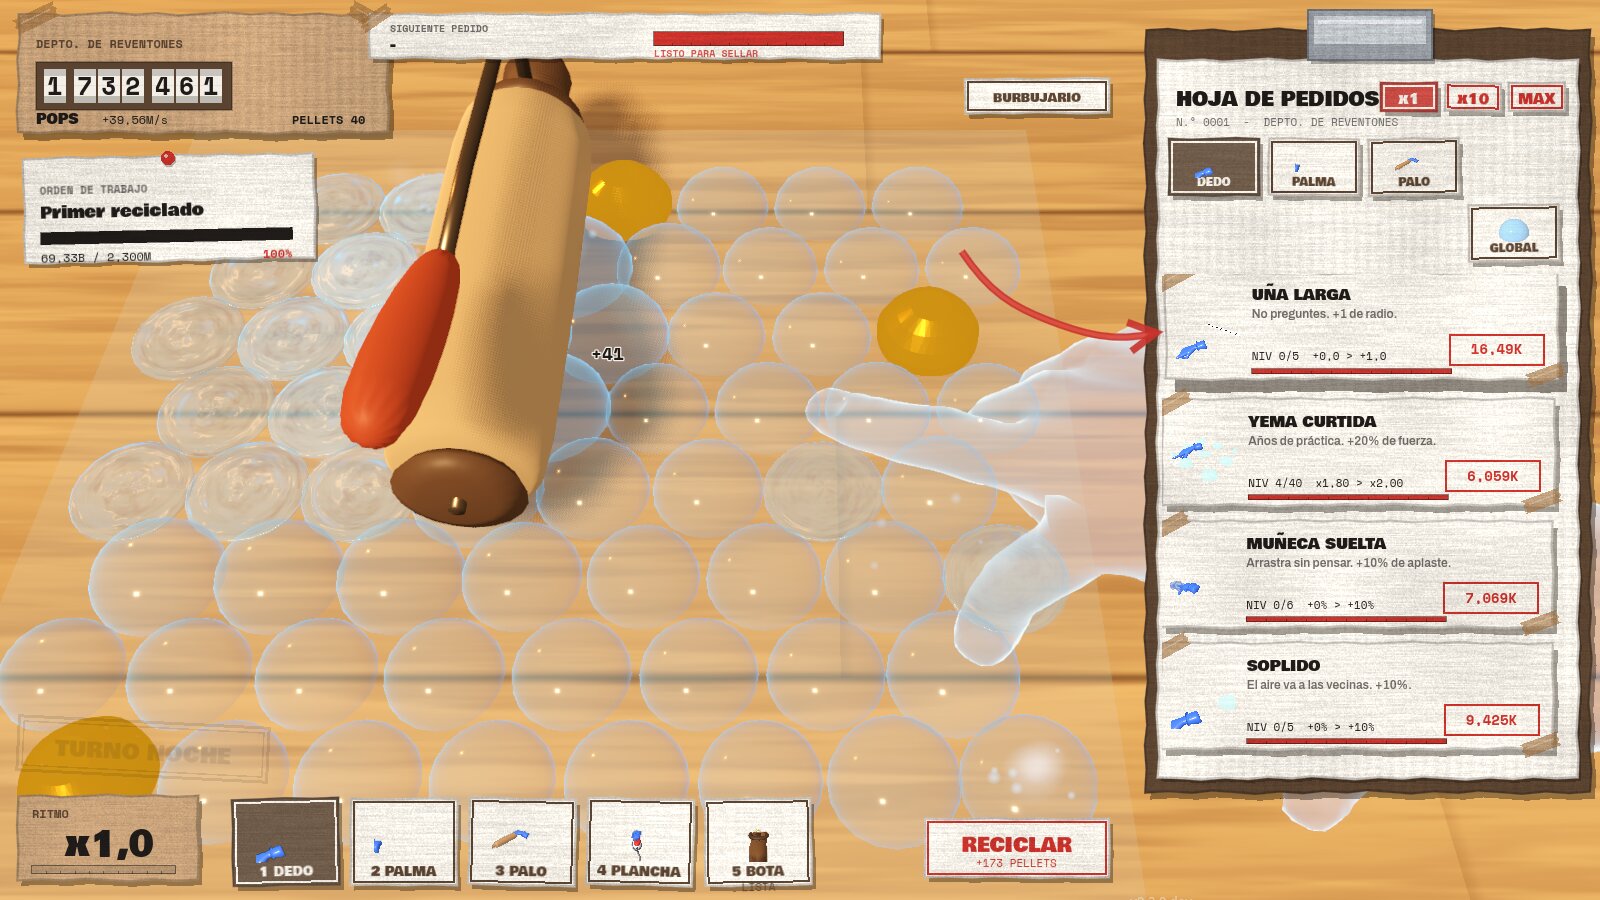 DEPTO. DE REVENTONES
1 732 461
POPS +39,56M/s PELLETS 40
SIGUIENTE PEDIDO
-
LISTO PARA SELLAR
ORDEN DE TRABAJO
Primer reciclado
69.33B / 2,300M 100%
BURBUJARIO
+41
HOJA DE PEDIDOS x1 x10 MAX
N.° 0001 - DEPTO. DE REVENTONES
DEDO PALMA PALO
GLOBAL
UÑA LARGA
No preguntes. +1 de radio.
16,49K
NIV 0/5 +0,0 > +1,0
YEMA CURTIDA
Años de práctica. +20% de fuerza.
6,059K
NIV 4/40 x1,80 > x2,00
MUÑECA SUELTA
Arrastra sin pensar. +10% de aplaste.
7,069K
NIV 0/6 +0% > +10%
SOPLIDO
El aire va a las vecinas. +10%.
9,425K
NIV 0/5 +0% > +10%
TURNO NOCHE
RITMO
x1,0
1 DEDO 2 PALMA 3 PALO 4 PLANCHA 5 BOTA
LISTA
RECICLAR
+173 PELLETS